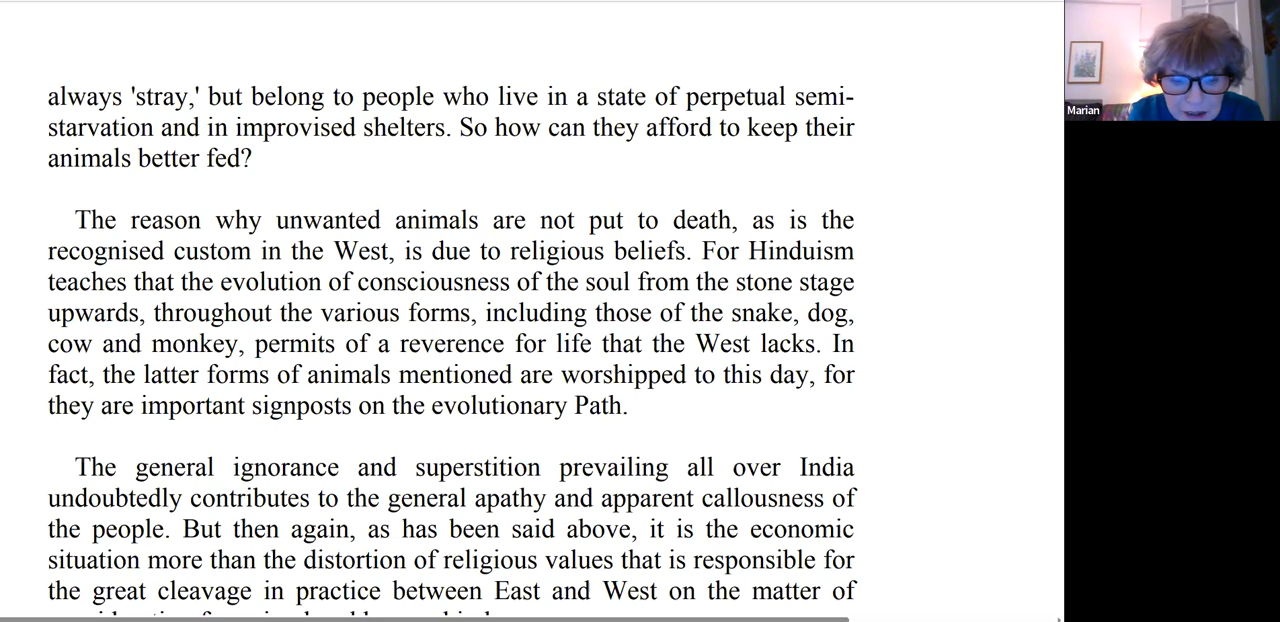 always 'stray,' but belong to people who live in a state of perpetual semi-
starvation and in improvised shelters. So how can they afford to keep their
animals better fed?
The reason why unwanted animals are not put to death, as is the
recognised custom in the West, is due to religious beliefs. For Hinduism
teaches that the evolution of consciousness of the soul from the stone stage
upwards, throughout the various forms, including those of the snake, dog,
cow and monkey, permits of a reverence for life that the West lacks. In
fact, the latter forms of animals mentioned are worshipped to this day, for
they are important signposts on the evolutionary Path.
The general ignorance and superstition prevailing all over India
undoubtedly contributes to the general apathy and apparent callousness of
the people. But then again, as has been said above, it is the economic
situation more than the distortion of religious values that is responsible for
the great cleavage in practice between East and West on the matter of
Marian